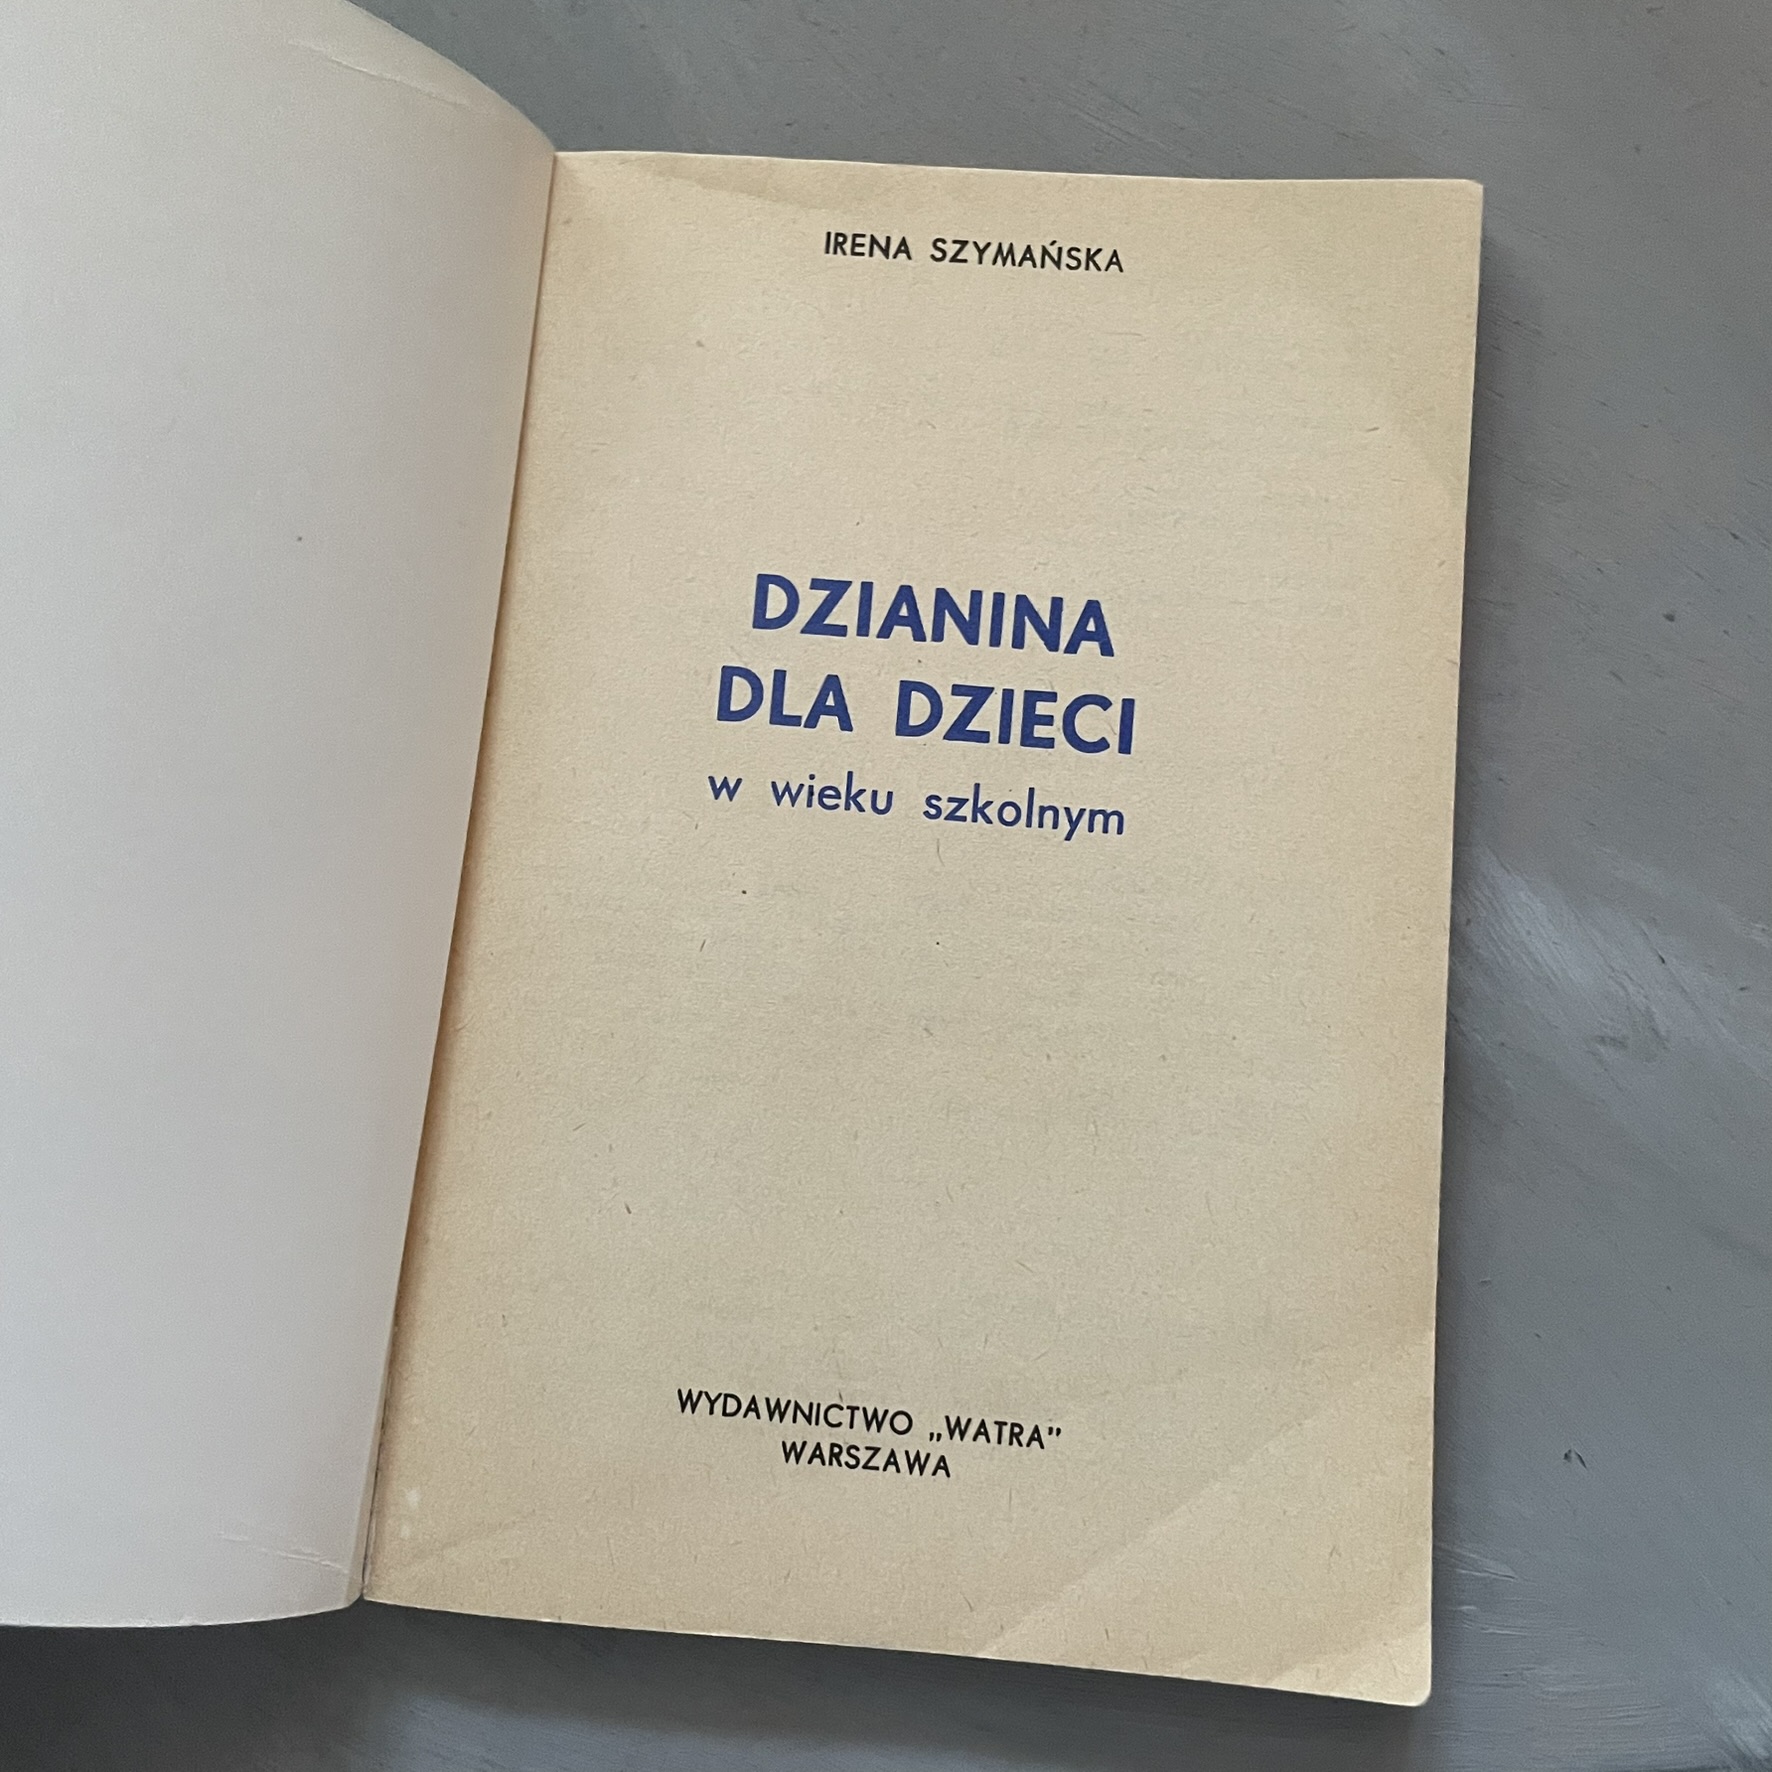 IRENA SZYMAŃSKA
DZIANINA
DLA DZIECI
w wieku szkolnym
WYDAWNICTWO „WATRA”
WARSZAWA